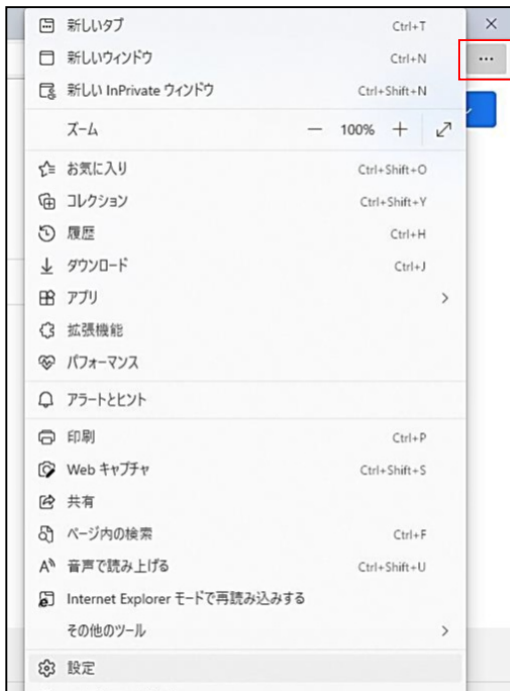 新しいタブ Ctrl+T
新しいウィンドウ Ctrl+N
新しい InPrivate ウィンドウ Ctrl+Shift+N
ズーム — 100% +
お気に入り Ctrl+Shift+O
コレクション Ctrl+Shift+Y
履歴 Ctrl+H
ダウンロード Ctrl+J
アプリ
拡張機能
パフォーマンス
アラートとヒント
印刷 Ctrl+P
Web キャプチャ Ctrl+Shift+S
共有
ページ内の検索 Ctrl+F
音声で読み上げる Ctrl+Shift+U
Internet Explorer モードで再読み込みする
その他のツール
設定